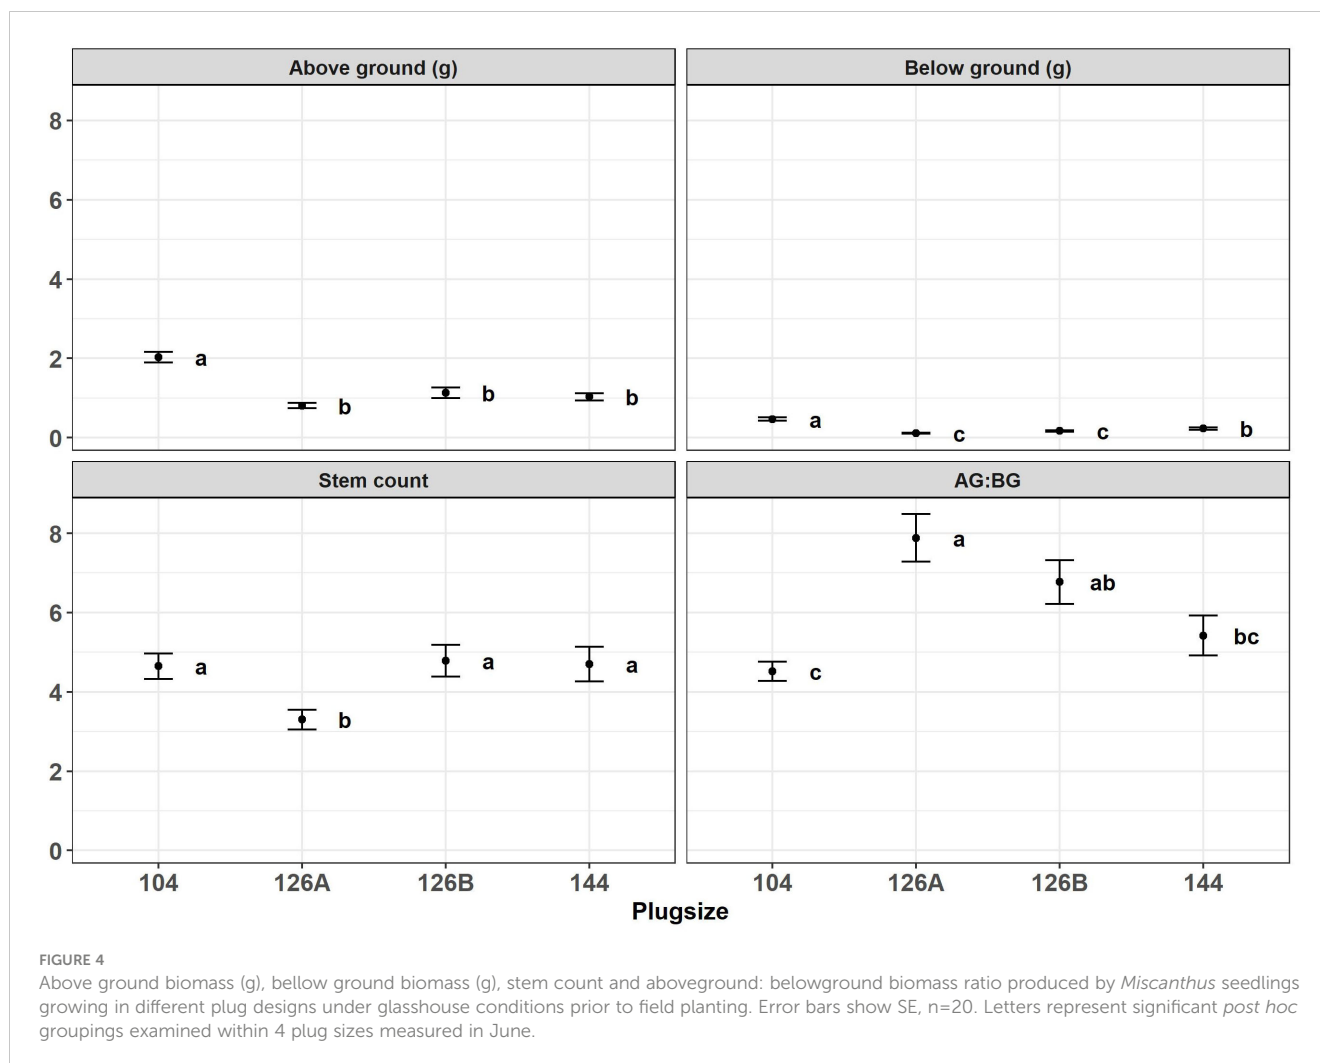 Above ground (g)
Below ground (g)
8
6
4
2
0
a
b
b
b
a
c
c
b
Stem count
AG:BG
8
6
4
2
0
a
b
a
a
c
a
ab
bc
104
126A
126B
144
104
126A
126B
144
Plugsize
FIGURE 4
Above ground biomass (g), bellow ground biomass (g), stem count and aboveground: belowground biomass ratio produced by Miscanthus seedlings
growing in different plug designs under glasshouse conditions prior to field planting. Error bars show SE, n=20. Letters represent significant post hoc
groupings examined within 4 plug sizes measured in June.